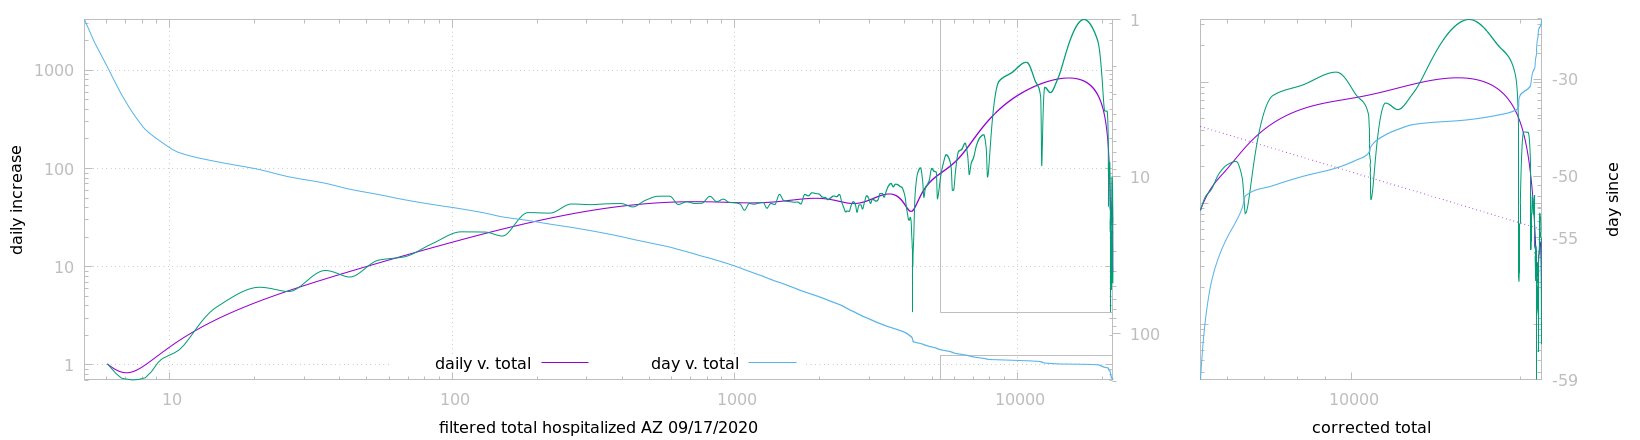 1000
100
10
1
daily increase
1
10
100
daily v. total
day v. total
10
100
1000
10000
filtered total hospitalized AZ 09/17/2020
-30
-50
-55
-59
day since
10000
corrected total